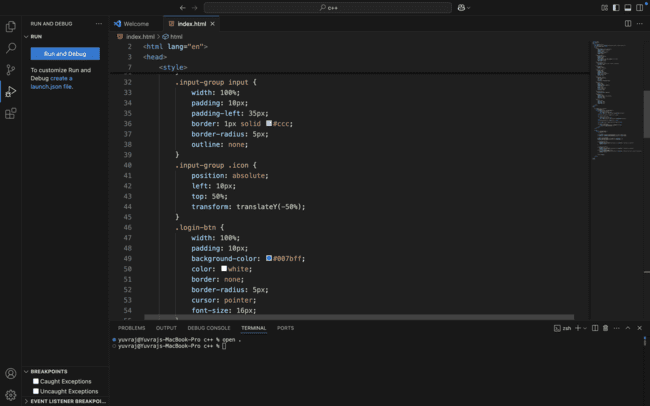 c++
RUN AND DEBUG
Welcome
index.html
RUN
index.html
html
Run and Debug
To customize Run and
Debug create a
launch.json file.
2 <html lang="en">
3 <head>
7 <style>
32 .input-group input {
33 width: 100%;
34 padding: 10px;
35 padding-left: 35px;
36 border: 1px solid #ccc;
37 border-radius: 5px;
38 outline: none;
39 }
40 .input-group .icon {
41 position: absolute;
42 left: 10px;
43 top: 50%;
44 transform: translateY(-50%);
45 }
46 .login-btn {
47 width: 100%;
48 padding: 10px;
49 background-color: #007bff;
50 color: white;
51 border: none;
52 border-radius: 5px;
53 cursor: pointer;
54 font-size: 16px;
PROBLEMS OUTPUT DEBUG CONSOLE TERMINAL PORTS
zsh
yuvraj@Yuvrajs-MacBook-Pro c++ % open .
yuvraj@Yuvrajs-MacBook-Pro c++ %
BREAKPOINTS
Caught Exceptions
Uncaught Exceptions
EVENT LISTENER BREAKPOI...